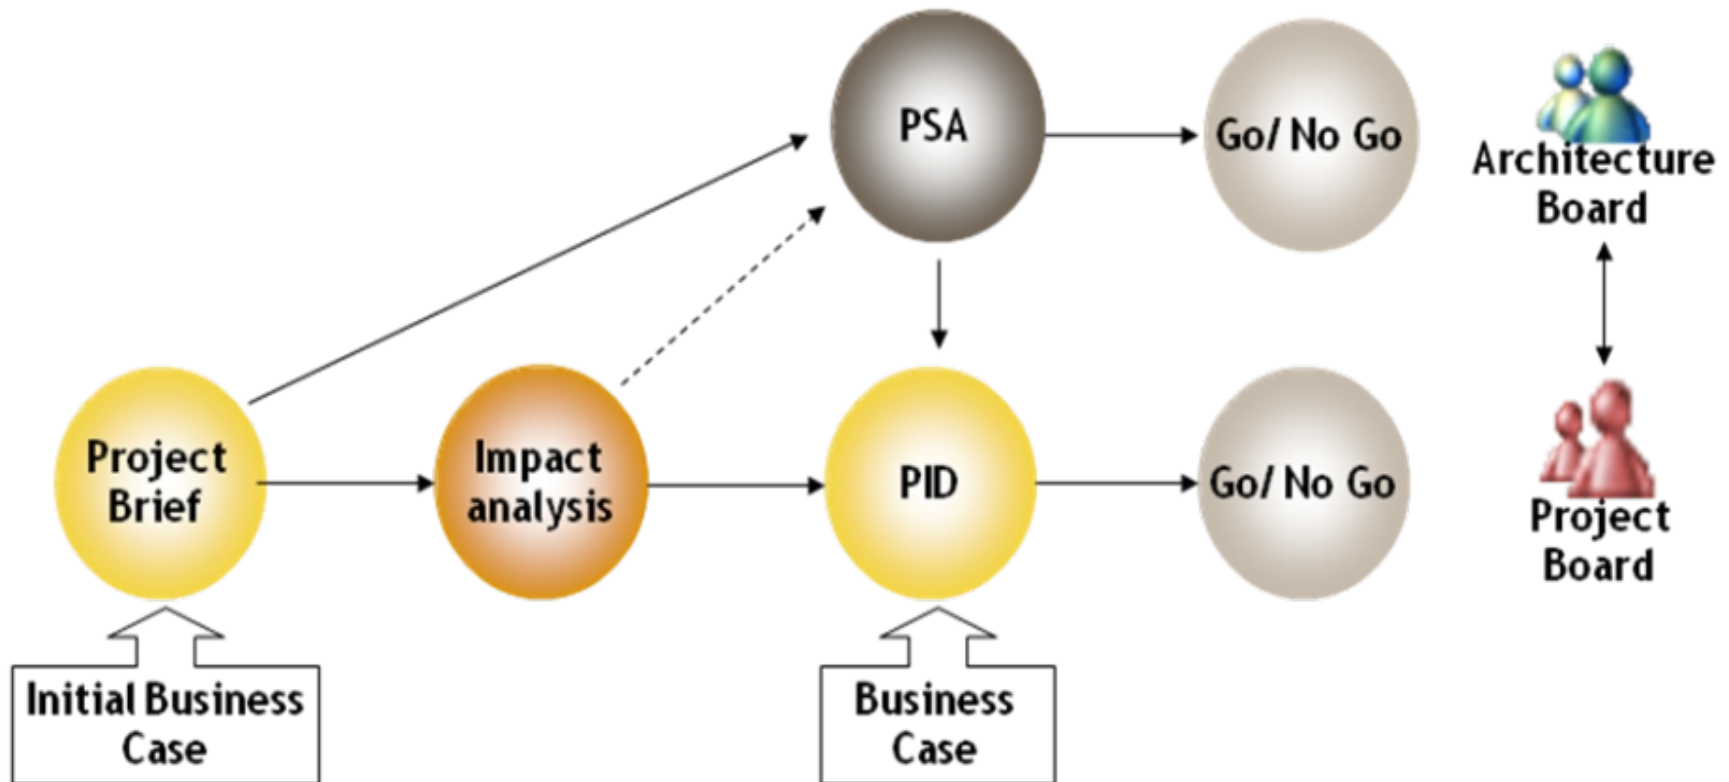 PSA
Go/ No Go
Architecture
Board
Project
Brief
Impact
analysis
PID
Go/ No Go
Project
Board
Initial Business
Case
Business
Case